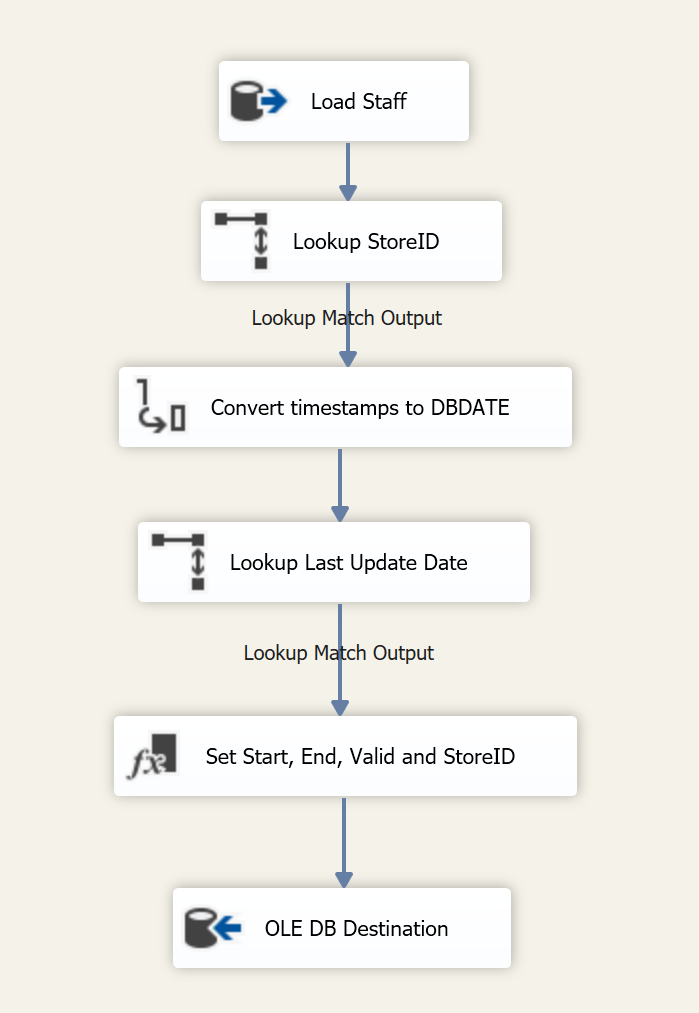 Load Staff
Lookup StoreID
Lookup Match Output
Convert timestamps to DBDATE
Lookup Last Update Date
Lookup Match Output
Set Start, End, Valid and StoreID
OLE DB Destination